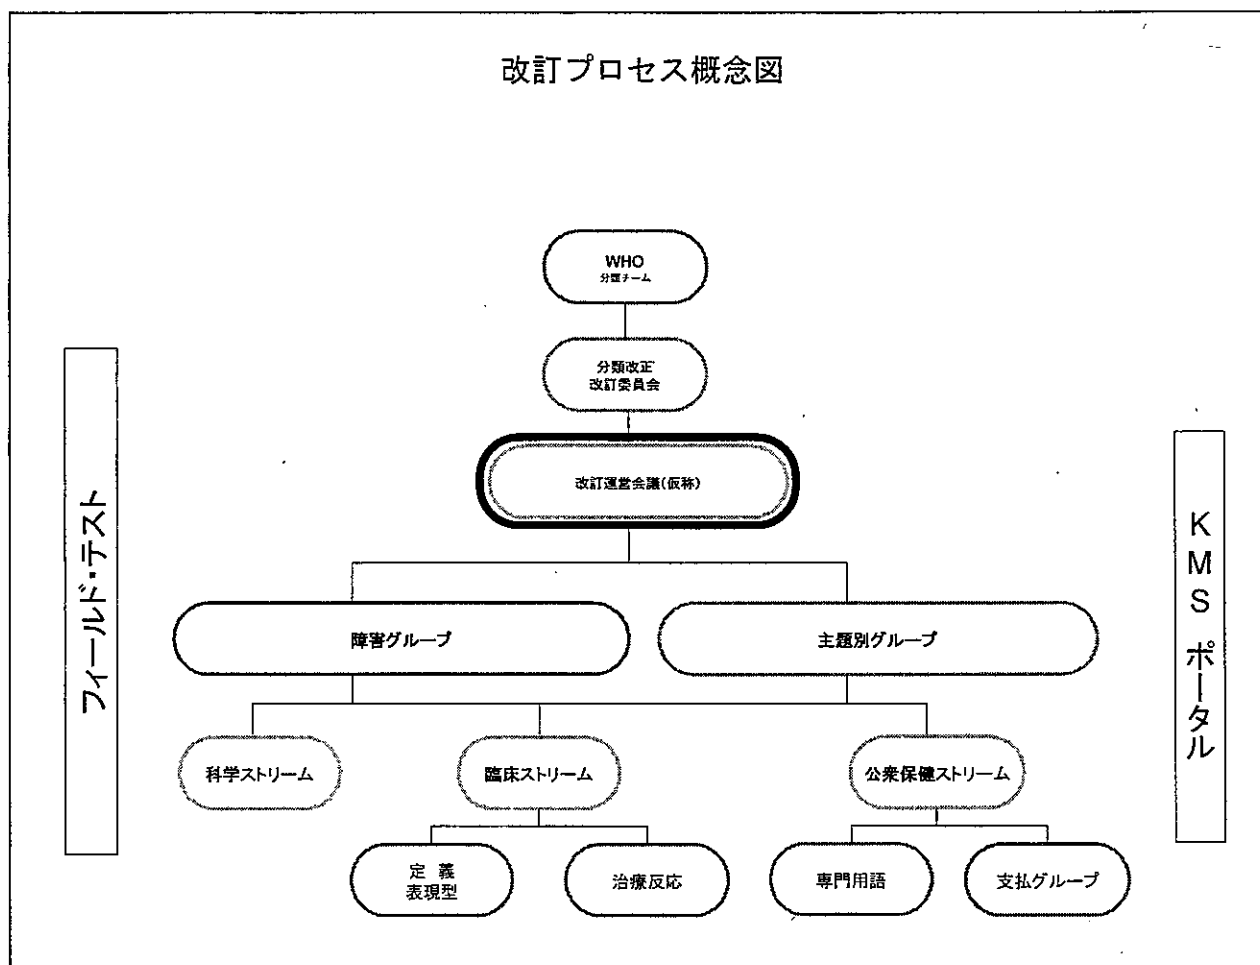 改訂プロセス概念図
WHO
分類チーム
分類改正
改訂委員会
改訂運営会議(仮称)
フィールド・テスト
KMS ポータル
障害グループ
主題別グループ
科学ストリーム
臨床ストリーム
公衆保健ストリーム
定 義
表現型
治療反応
専門用語
支払グループ